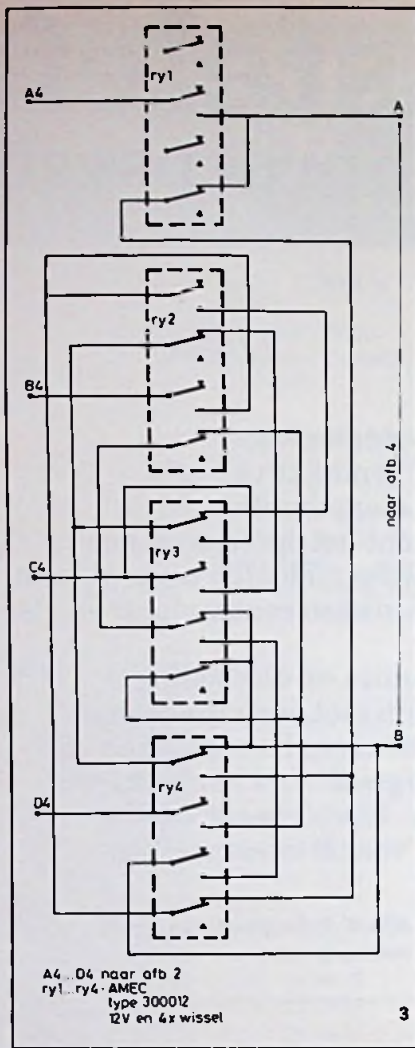 ry1
A4
A
ry2
B4
naar afb 4
ry3
C4
B
ry4
D4
A4...D4 naar afb 2
ry1...ry4 · AMEC
type 300012
12V en 4x wissel
3